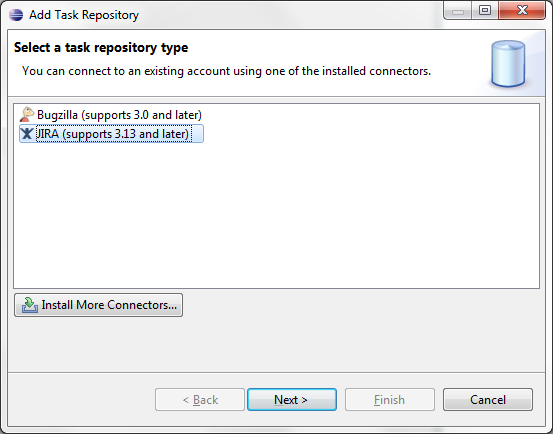 Add Task Repository
Select a task repository type
You can connect to an existing account using one of the installed connectors.
Bugzilla (supports 3.0 and later)
JIRA (supports 3.13 and later)
Install More Connectors...
< Back Next > Finish Cancel